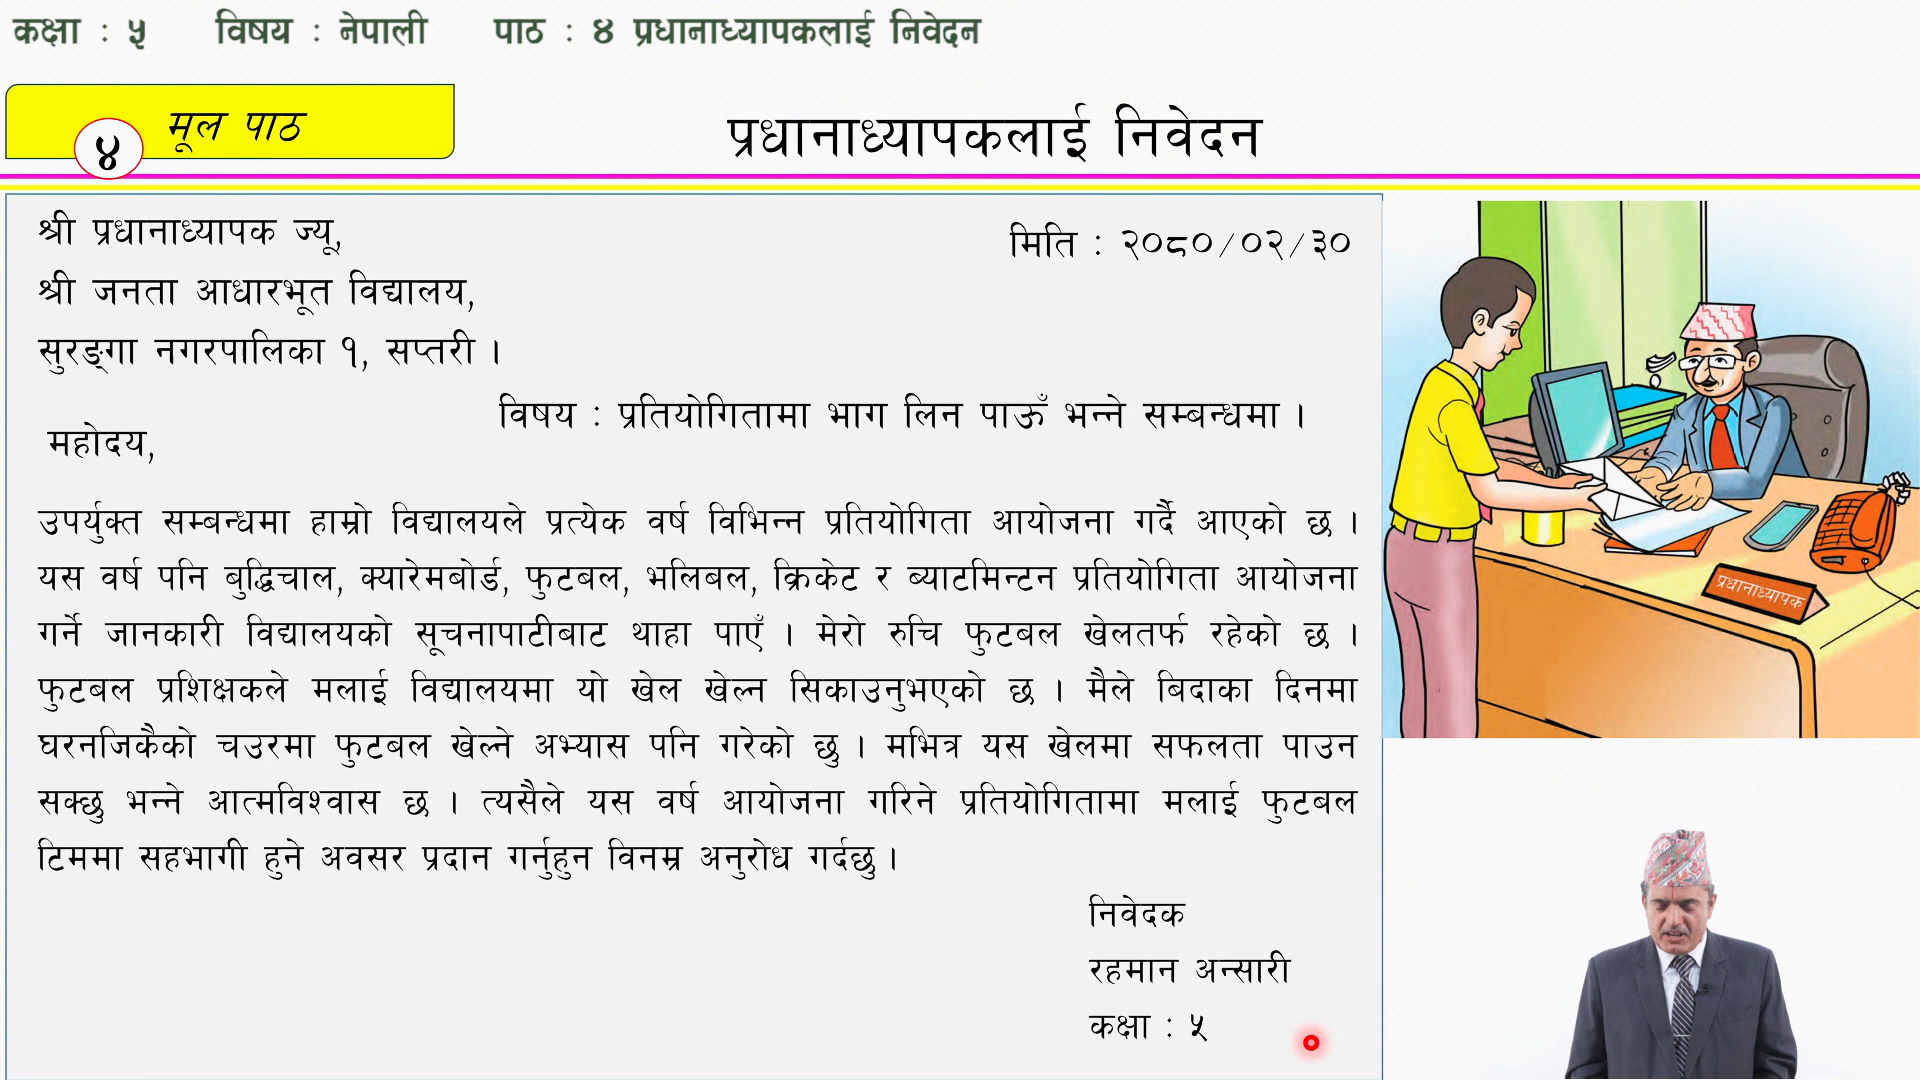 कक्षा : ५ विषय : नेपाली पाठ : ४ प्रधानाध्यापकलाई निवेदन
४ मूल पाठ
प्रधानाध्यापकलाई निवेदन
श्री प्रधानाध्यापक ज्यू,
मिति : २०८०/०२/३०
श्री जनता आधारभूत विद्यालय,
सुरङ्गा नगरपालिका १, सप्तरी ।
विषय : प्रतियोगितामा भाग लिन पाऊँ भन्ने सम्बन्धमा ।
महोदय,
उपर्युक्त सम्बन्धमा हाम्रो विद्यालयले प्रत्येक वर्ष विभिन्न प्रतियोगिता आयोजना गर्दै आएको छ ।
यस वर्ष पनि बुद्धिचाल, क्यारेमबोर्ड, फुटबल, भलिबल, क्रिकेट र ब्याटमिन्टन प्रतियोगिता आयोजना
गर्ने जानकारी विद्यालयको सूचनापाटीबाट थाहा पाएँ । मेरो रुचि फुटबल खेलतर्फ रहेको छ ।
फुटबल प्रशिक्षकले मलाई विद्यालयमा यो खेल खेल्न सिकाउनुभएको छ । मैले बिदाका दिनमा
घरनजिकैको चउरमा फुटबल खेल्ने अभ्यास पनि गरेको छु । मभित्र यस खेलमा सफलता पाउन
सक्छु भन्ने आत्मविश्वास छ । त्यसैले यस वर्ष आयोजना गरिने प्रतियोगितामा मलाई फुटबल
टिममा सहभागी हुने अवसर प्रदान गर्नुहुन विनम्र अनुरोध गर्दछु ।
निवेदक
रहमान अन्सारी
कक्षा : ५
प्रधानाध्यापक